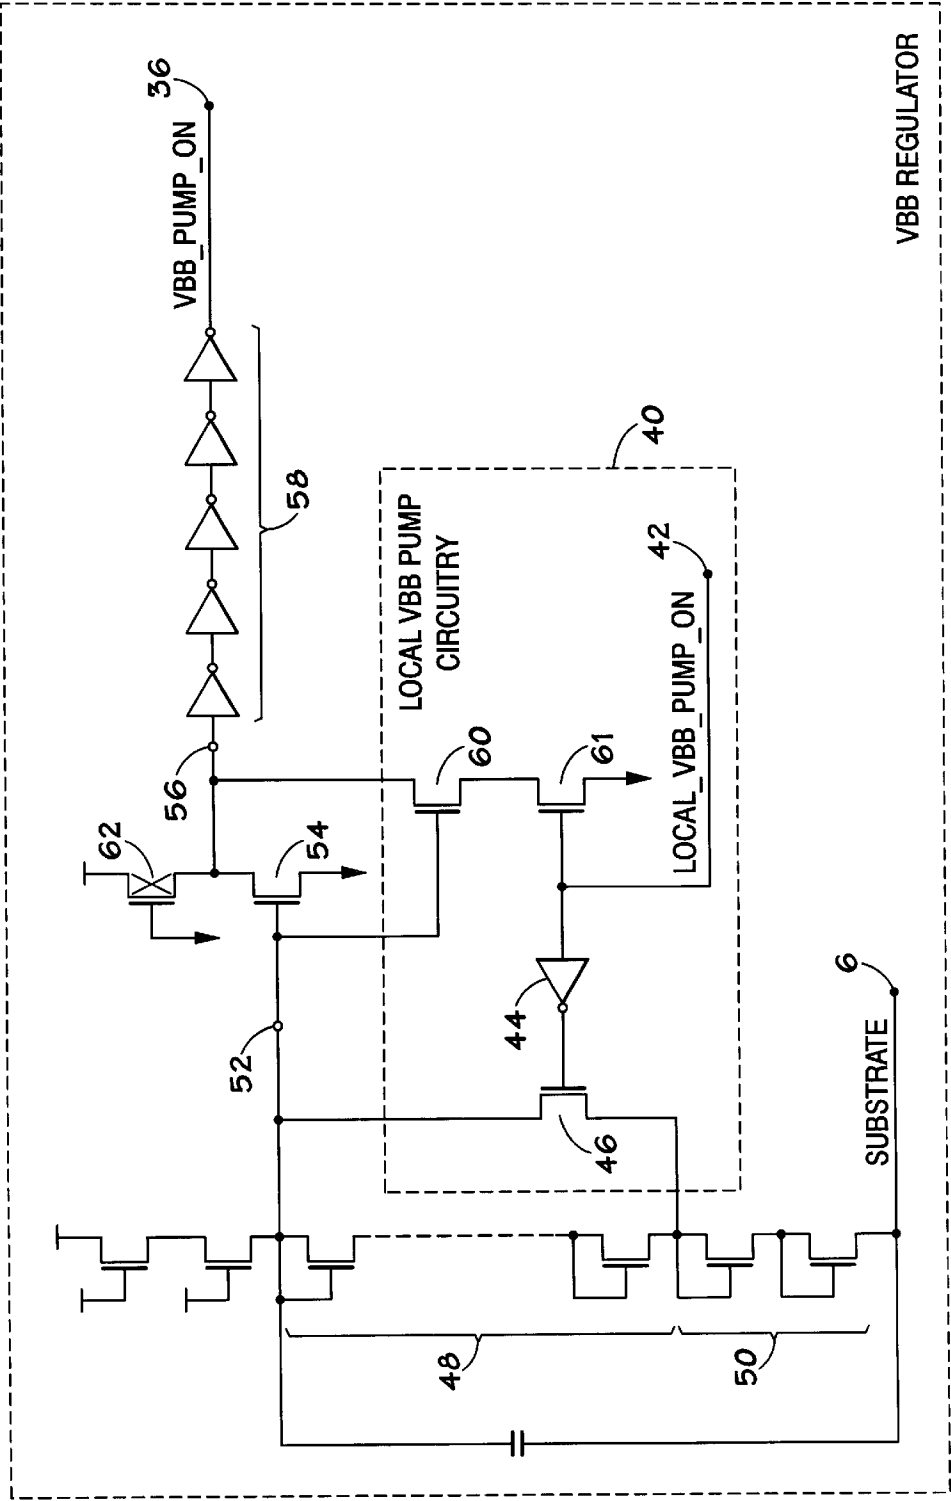 36
VBB_PUMP_ON
58
56
62
54
52
40
LOCAL VBB PUMP
CIRCUITRY
60
61
42
LOCAL_VBB_PUMP_ON
44
46
6
SUBSTRATE
48
50
VBB REGULATOR